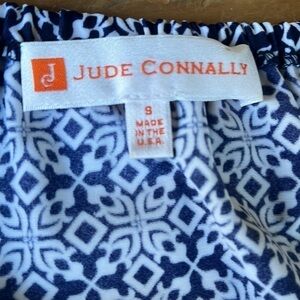 J JUDE CONNALLY
S
MADE
IN THE
U.S.A.